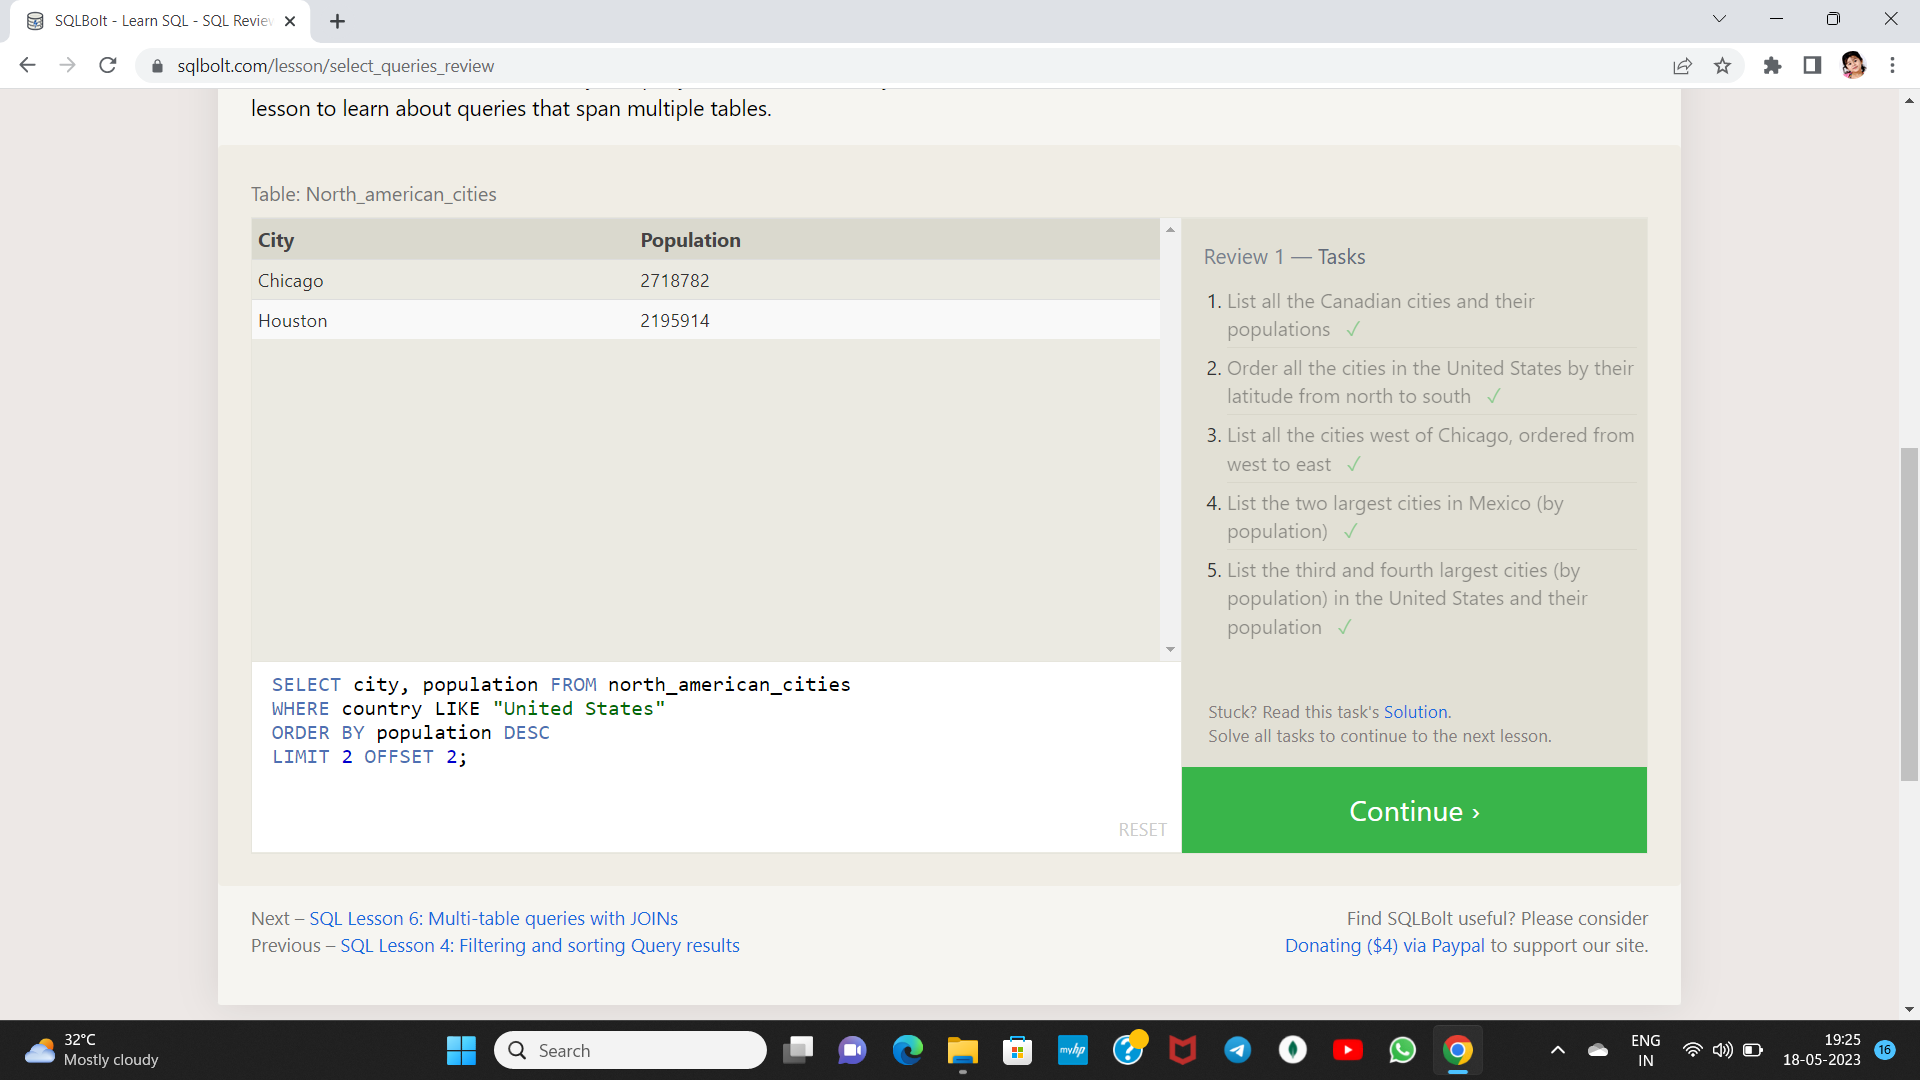 SQLBolt - Learn SQL - SQL Review
sqlbolt.com/lesson/select_queries_review
lesson to learn about queries that span multiple tables.
Table: North_american_cities
City Population
Chicago 2718782
Houston 2195914
Review 1 — Tasks
1. List all the Canadian cities and their
populations ✓
2. Order all the cities in the United States by their
latitude from north to south ✓
3. List all the cities west of Chicago, ordered from
west to east ✓
4. List the two largest cities in Mexico (by
population) ✓
5. List the third and fourth largest cities (by
population) in the United States and their
population ✓
SELECT city, population FROM north_american_cities
WHERE country LIKE "United States"
ORDER BY population DESC
LIMIT 2 OFFSET 2;
RESET
Stuck? Read this task's Solution.
Solve all tasks to continue to the next lesson.
Continue ›
Next – SQL Lesson 6: Multi-table queries with JOINs
Previous – SQL Lesson 4: Filtering and sorting Query results
Find SQLBolt useful? Please consider
Donating ($4) via Paypal to support our site.
32°C
Mostly cloudy
Search
myhp
ENG
IN
19:25
18-05-2023
16